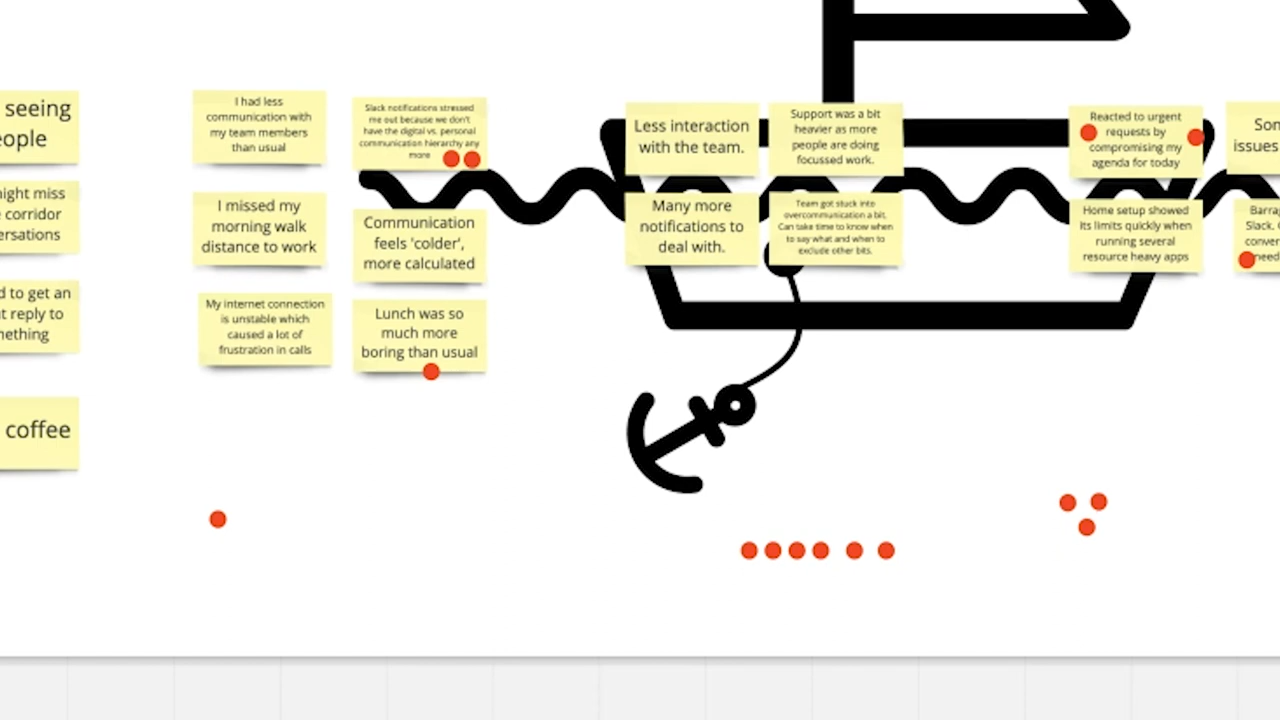 seeing
eople
ight miss
corridor
ersations
d to get an
t reply to
nething
coffee
I had less
communication with
my team members
than usual
I missed my
morning walk
distance to work
My internet connection
is unstable which
caused a lot of
frustration in calls
Slack notifications stressed
me out because we don't
have the digital vs. personal
communication hierarchy any
more
Communication
feels 'colder',
more calculated
Lunch was so
much more
boring than usual
Less interaction
with the team.
Many more
notifications to
deal with.
Support was a bit
heavier as more
people are doing
focussed work.
Team got stuck into
overcommunication a bit.
Can take time to know when
to say what and when to
exclude other bits.
Reacted to urgent
requests by
compromising my
agenda for today
Home setup showed
its limits quickly when
running several
resource heavy apps
Son
issues
Barra
Slack.
conver
need